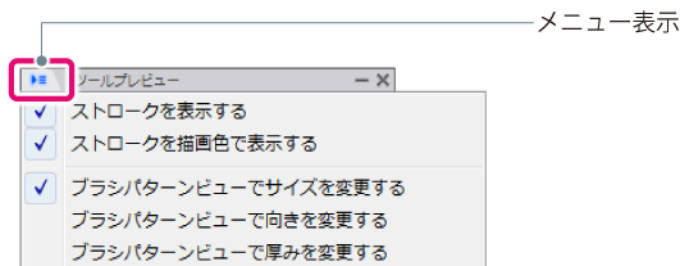 メニュー表示
ツールプレビュー
ストロークを表示する
ストロークを描画色で表示する
ブラシパターンビューでサイズを変更する
ブラシパターンビューで向きを変更する
ブラシパターンビューで厚みを変更する